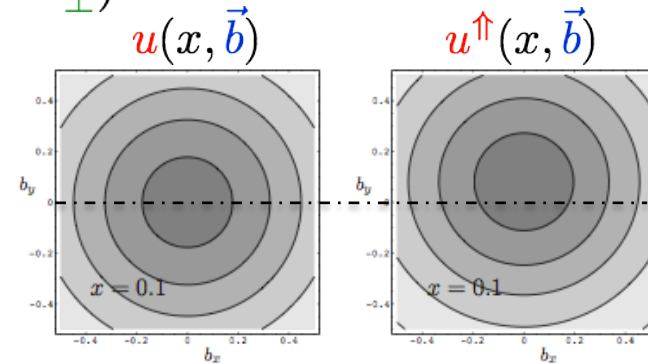 ⊥)
u(x, b⃗) u^⇑(x, b⃗)
0.4 0.4
0.2 0.2
b_y b_y
0 0
-0.2 -0.2
x = 0.1 x = 0.1
-0.4 -0.4
-0.4 -0.2 0 0.2 0.4 -0.4 -0.2 0 0.2 0.4
b_x b_x